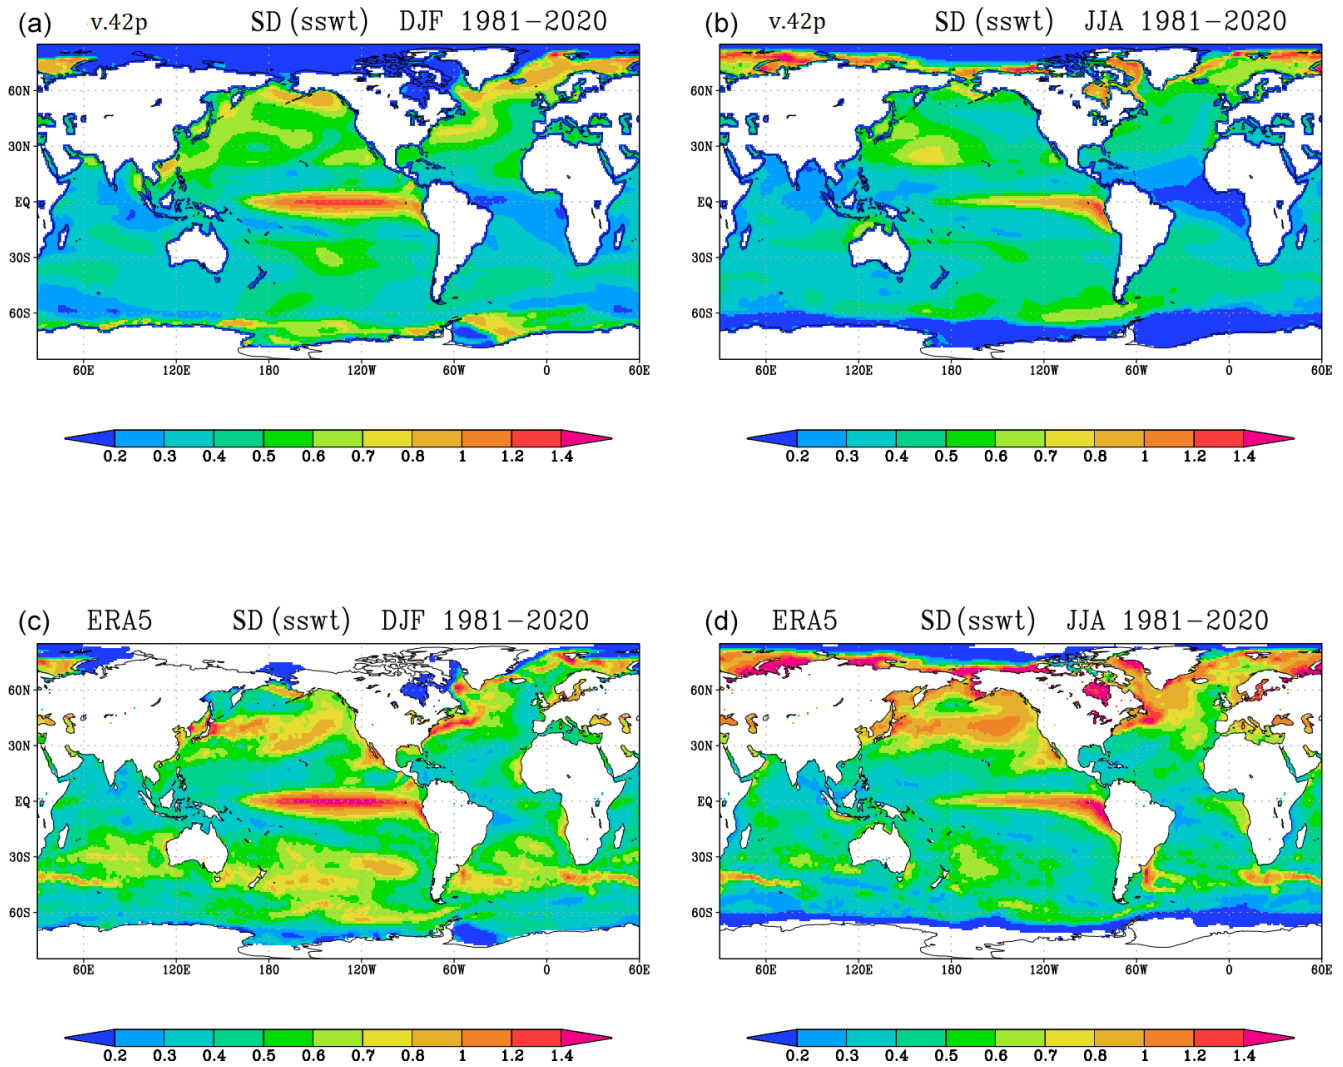 (a) v.42p SD (sswt) DJF 1981−2020
60N
30N
EQ
30S
60S
60E 120E 180 120W 60W 0 60E
0.2 0.3 0.4 0.5 0.6 0.7 0.8 1 1.2 1.4
(b) v.42p SD (sswt) JJA 1981−2020
60N
30N
EQ
30S
60S
60E 120E 180 120W 60W 0 60E
0.2 0.3 0.4 0.5 0.6 0.7 0.8 1 1.2 1.4
(c) ERA5 SD (sswt) DJF 1981−2020
60N
30N
EQ
30S
60S
60E 120E 180 120W 60W 0 60E
0.2 0.3 0.4 0.5 0.6 0.7 0.8 1 1.2 1.4
(d) ERA5 SD (sswt) JJA 1981−2020
60N
30N
EQ
30S
60S
60E 120E 180 120W 60W 0 60E
0.2 0.3 0.4 0.5 0.6 0.7 0.8 1 1.2 1.4